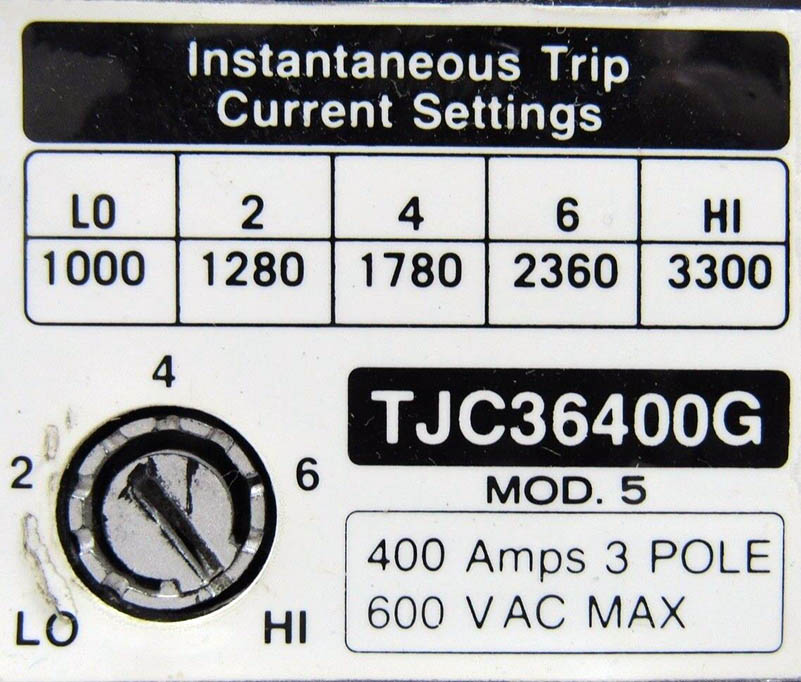 Instantaneous Trip
Current Settings
LO 2 4 6 HI
1000 1280 1780 2360 3300
4
TJC36400G
2 6
MOD. 5
400 Amps 3 POLE
600 VAC MAX
LO HI